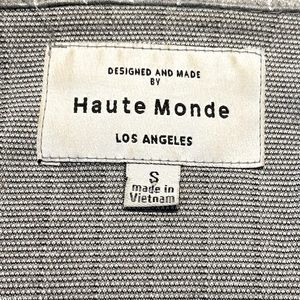 DESIGNED AND MADE
BY
Haute Monde
LOS ANGELES
S
made in
Vietnam